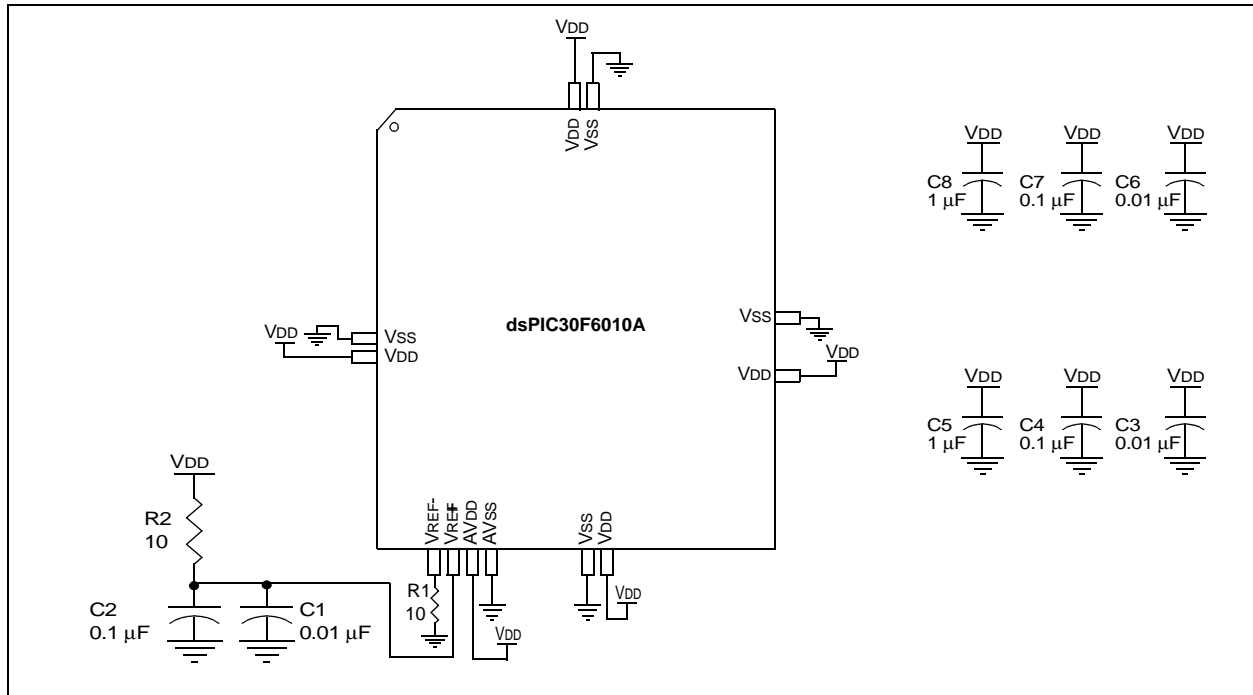 VDD
VDD
VSS
VDD
VDD
VDD
C8
1 µF
C7
0.1 µF
C6
0.01 µF
dsPIC30F6010A
VSS
VDD
VDD
VSS
VDD
VDD
VDD
VDD
VDD
C5
1 µF
C4
0.1 µF
C3
0.01 µF
VDD
R2
10
VREF-
VREF+
AVDD
AVSS
VSS
VDD
R1
10
VDD
VDD
C2
0.1 µF
C1
0.01 µF